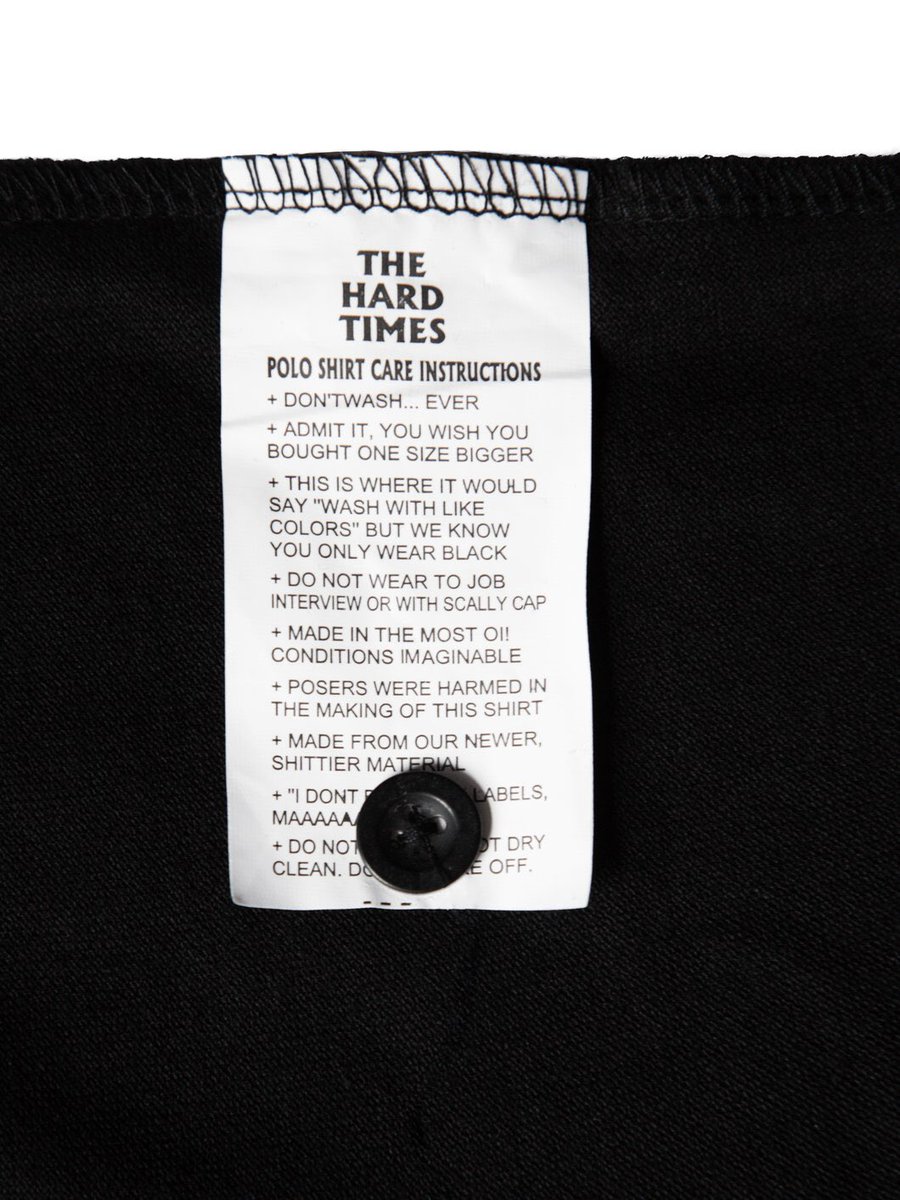 THE
HARD
TIMES
POLO SHIRT CARE INSTRUCTIONS
+ DON'TWASH... EVER
+ ADMIT IT, YOU WISH YOU
BOUGHT ONE SIZE BIGGER
+ THIS IS WHERE IT WOULD
SAY "WASH WITH LIKE
COLORS" BUT WE KNOW
YOU ONLY WEAR BLACK
+ DO NOT WEAR TO JOB
INTERVIEW OR WITH SCALLY CAP
+ MADE IN THE MOST OI!
CONDITIONS IMAGINABLE
+ POSERS WERE HARMED IN
THE MAKING OF THIS SHIRT
+ MADE FROM OUR NEWER,
SHITTIER MATERIAL
+ "I DONT LABELS,
+ DO NOT DRY
CLEAN. OFF.